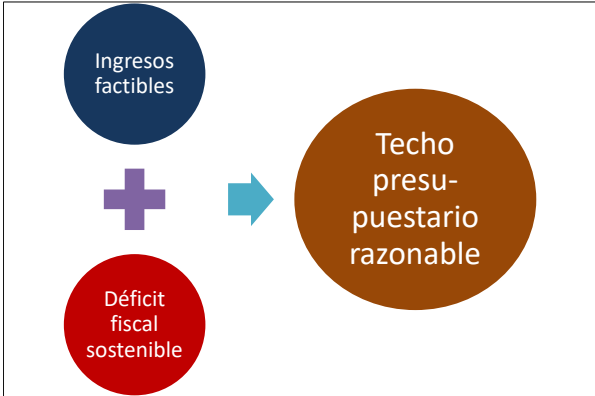 Ingresos
factibles
Techo
presu-
puestario
razonable
Déficit
fiscal
sostenible